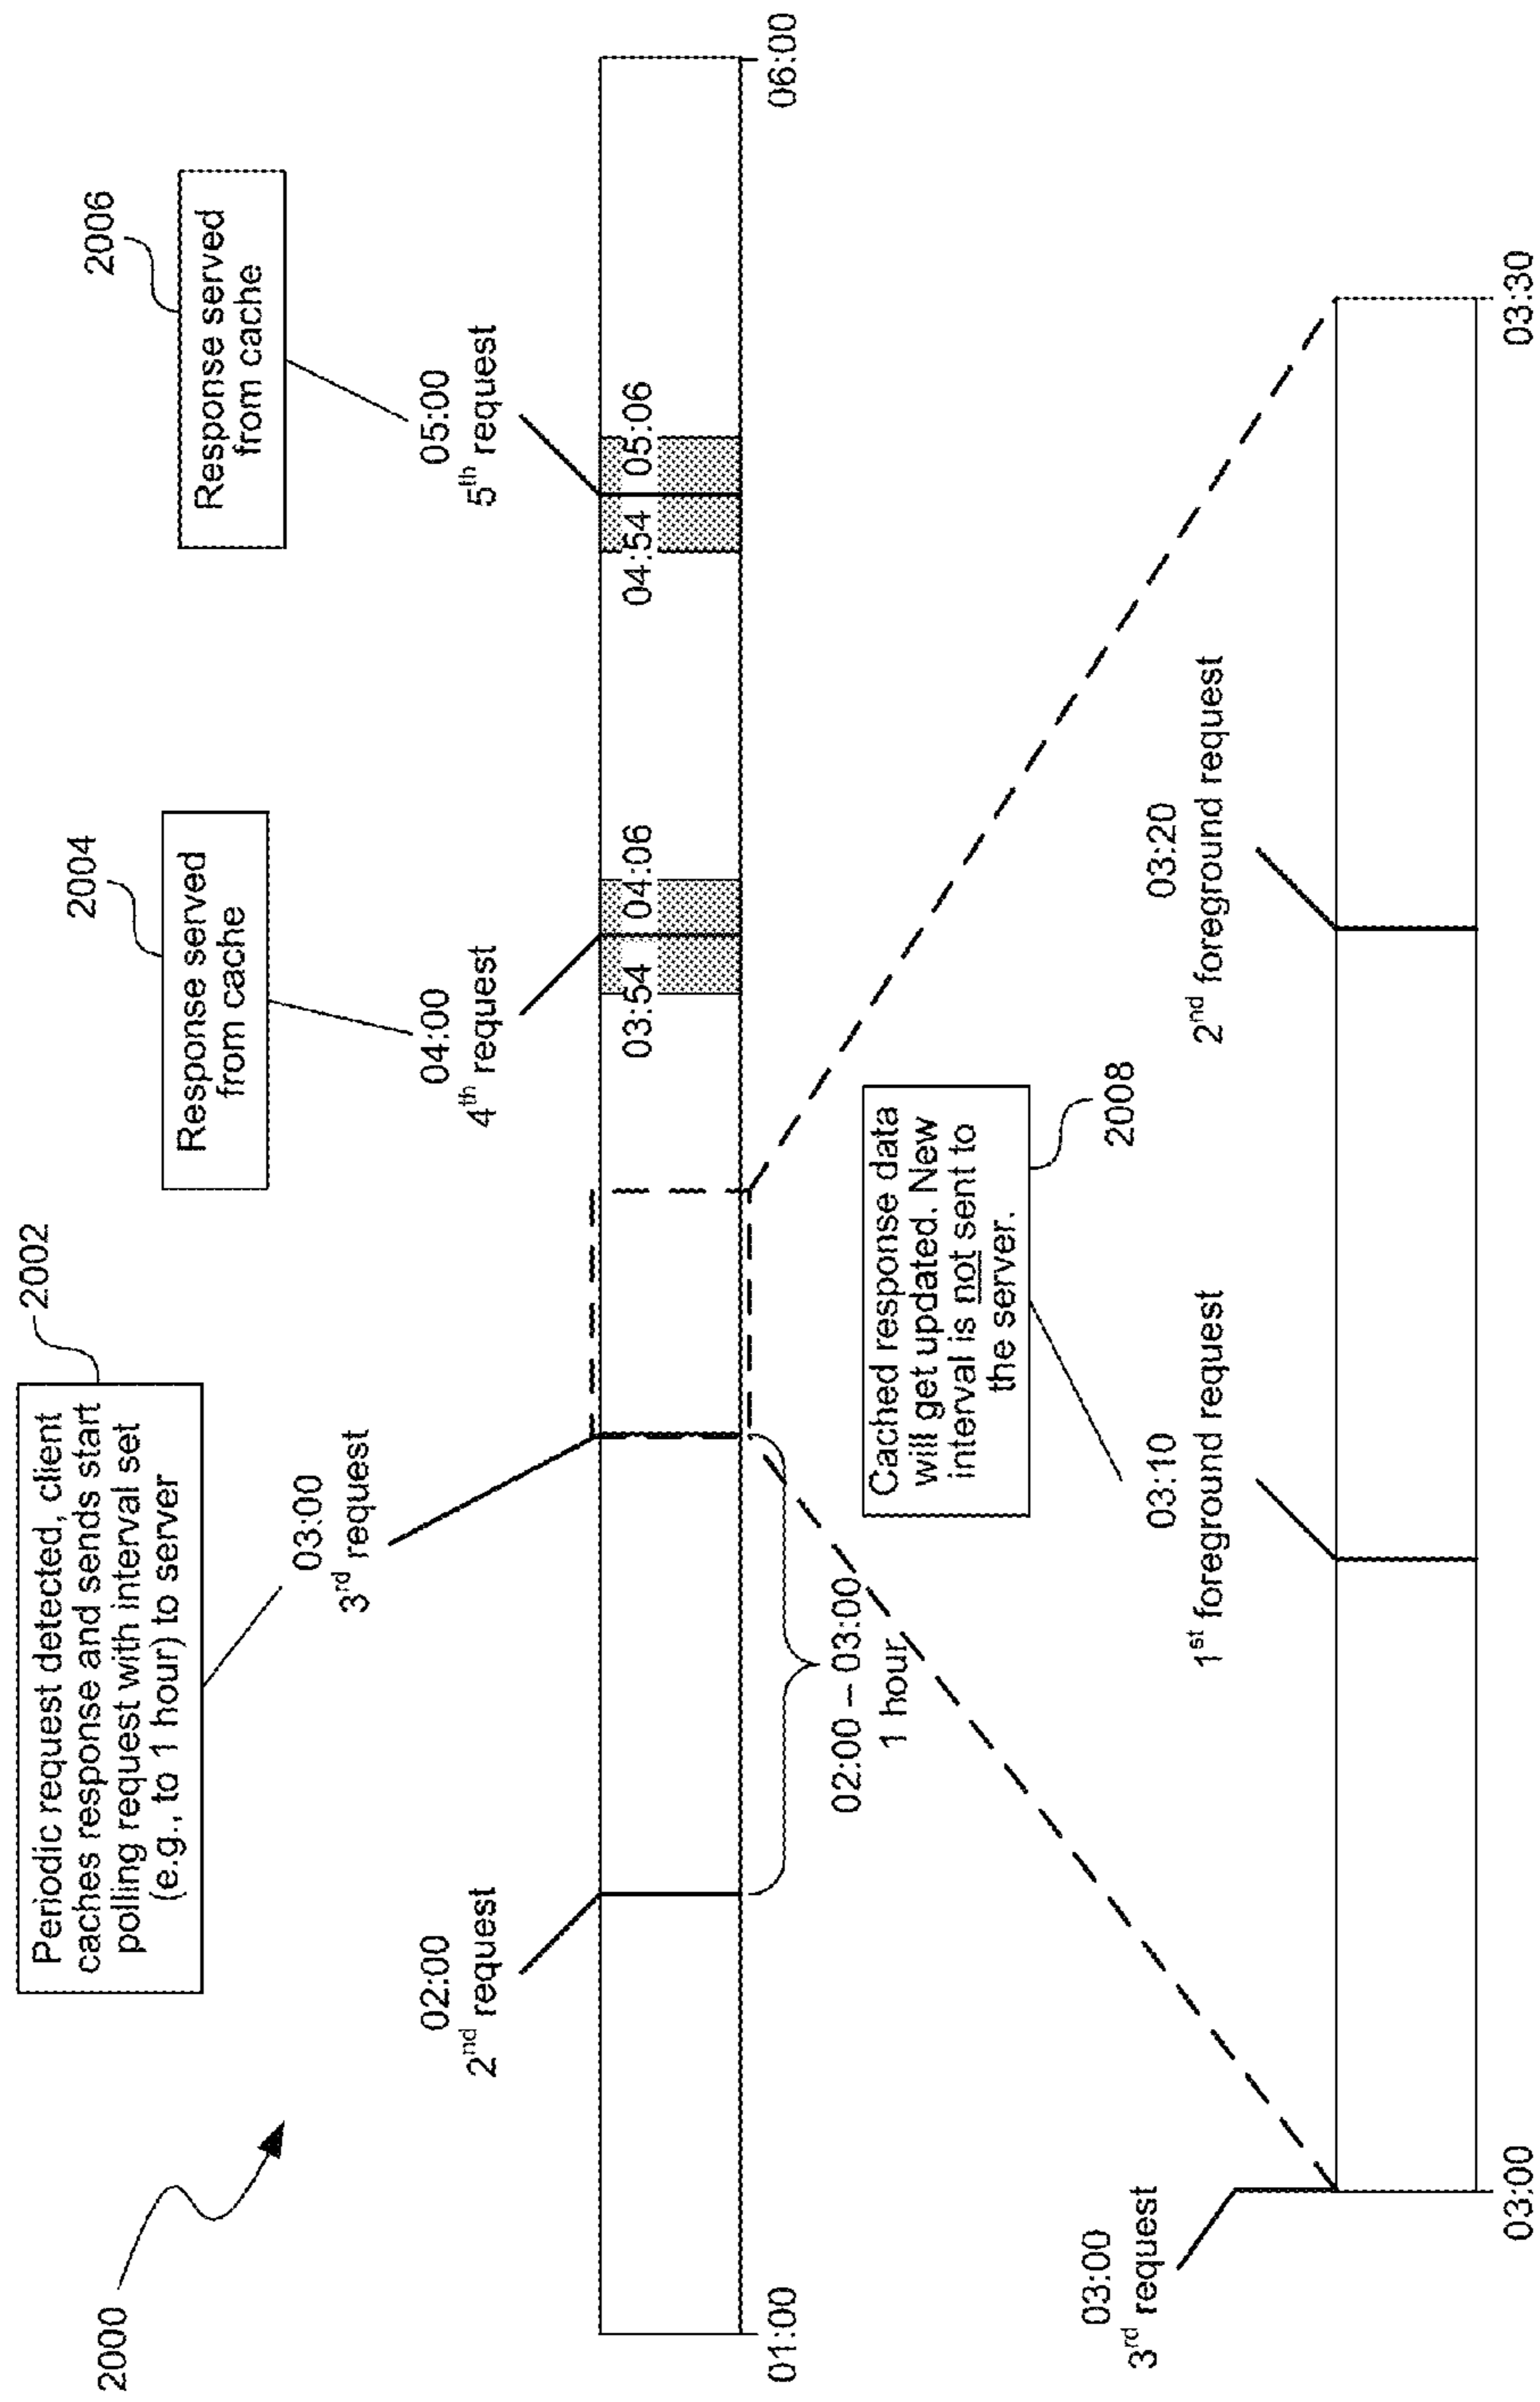 2000
Periodic request detected, client
caches response and sends start
polling request with interval set
(e.g., to 1 hour) to server
2002
Response served
from cache
2004
Response served
from cache
2006
02:00
2nd request
03:00
3rd request
04:00
4th request
05:00
5th request
03:54 04:06
04:54 05:06
01:00
06:00
02:00 – 03:00
1 hour
Cached response data
will get updated. New
interval is not sent to
the server.
2008
03:00
3rd request
03:10
1st foreground request
03:20
2nd foreground request
03:00
03:30